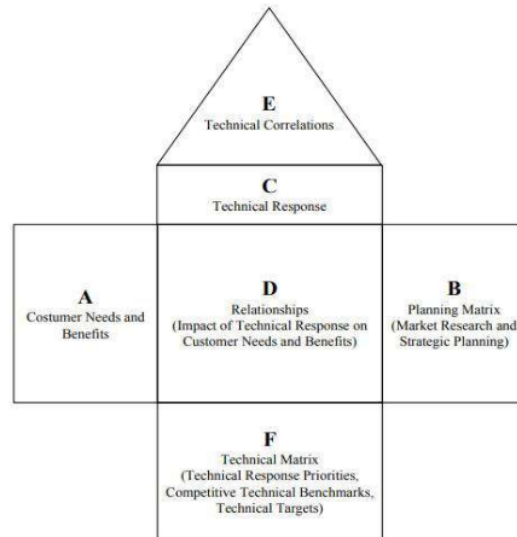 E
Technical Correlations
C
Technical Response
A
Costumer Needs and
Benefits
D
Relationships
(Impact of Technical Response on
Customer Needs and Benefits)
B
Planning Matrix
(Market Research and
Strategic Planning)
F
Technical Matrix
(Technical Response Priorities,
Competitive Technical Benchmarks,
Technical Targets)